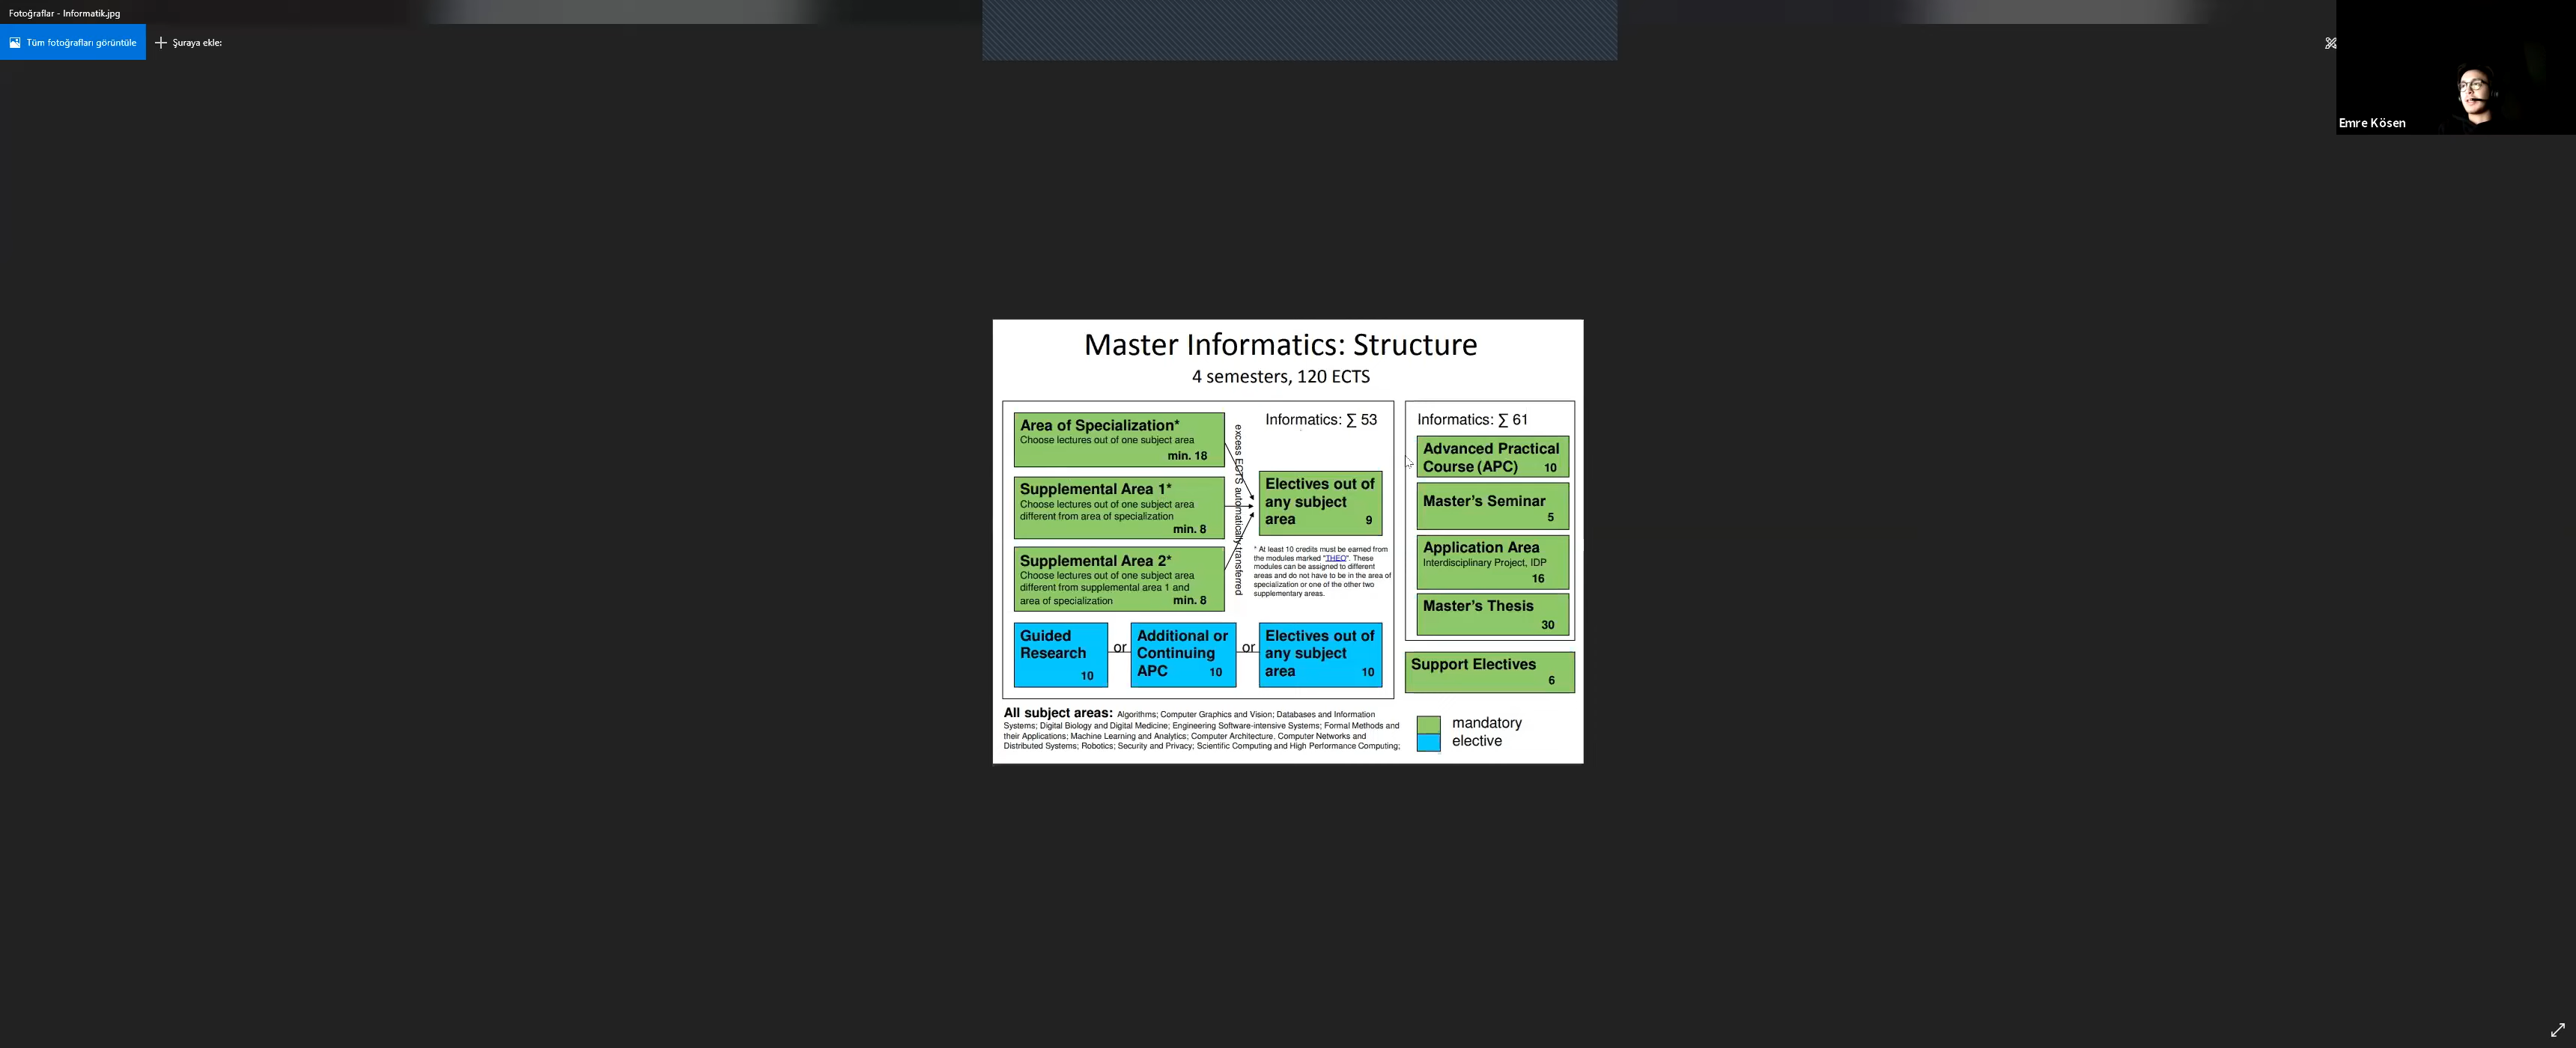 Fotoğraflar - Informatik.jpg
Tüm fotoğrafları görüntüle
Şuraya ekle:
Emre Kösen
Master Informatics: Structure
4 semesters, 120 ECTS
Area of Specialization*
Choose lectures out of one subject area
min. 18
Supplemental Area 1*
Choose lectures out of one subject area
different from area of specialization
min. 8
Supplemental Area 2*
Choose lectures out of one subject area
different from supplemental area 1 and
area of specialization min. 8
excess ECTS automatically transferred
Informatics: ∑ 53
Electives out of
any subject
area 9
* At least 10 credits must be earned from
the modules marked "THEO". These
modules can be assigned to different
areas and do not have to be in the area of
specialization or one of the other two
supplementary areas.
Guided
Research
10
or
Additional or
Continuing
APC 10
or
Electives out of
any subject
area 10
Informatics: ∑ 61
Advanced Practical
Course (APC) 10
Master's Seminar
5
Application Area
Interdisciplinary Project, IDP
16
Master's Thesis
30
Support Electives
6
All subject areas: Algorithms; Computer Graphics and Vision; Databases and Information
Systems; Digital Biology and Digital Medicine; Engineering Software-intensive Systems; Formal Methods and
their Applications; Machine Learning and Analytics; Computer Architecture. Computer Networks and
Distributed Systems; Robotics; Security and Privacy; Scientific Computing and High Performance Computing;
mandatory
elective